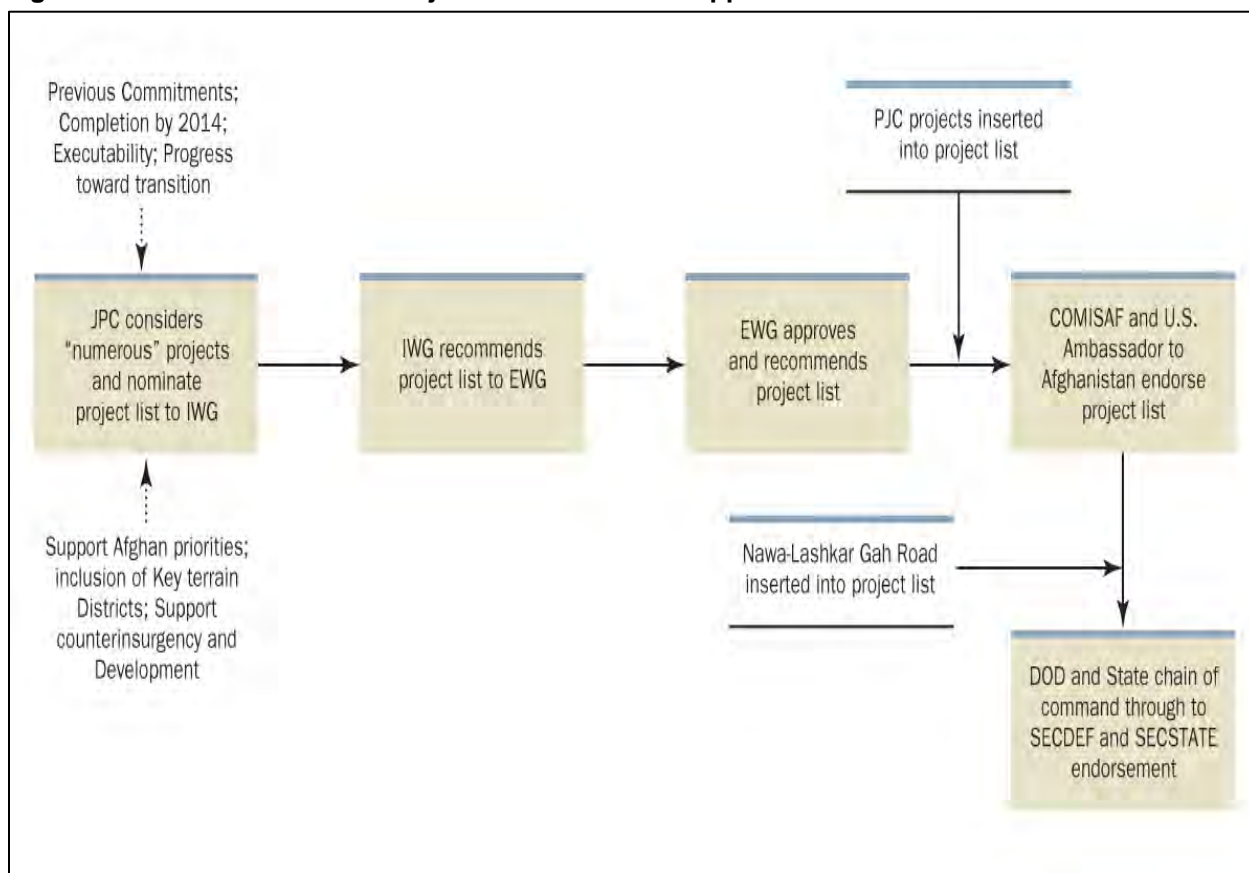 Previous Commitments;
Completion by 2014;
Executability; Progress
toward transition
PJC projects inserted
into project list
JPC considers
"numerous" projects
and nominate
project list to IWG
IWG recommends
project list to EWG
EWG approves
and recommends
project list
COMISAF and U.S.
Ambassador to
Afghanistan endorse
project list
Support Afghan priorities;
inclusion of Key terrain
Districts; Support
counterinsurgency and
Development
Nawa-Lashkar Gah Road
inserted into project list
DOD and State chain of
command through to
SECDEF and SECSTATE
endorsement